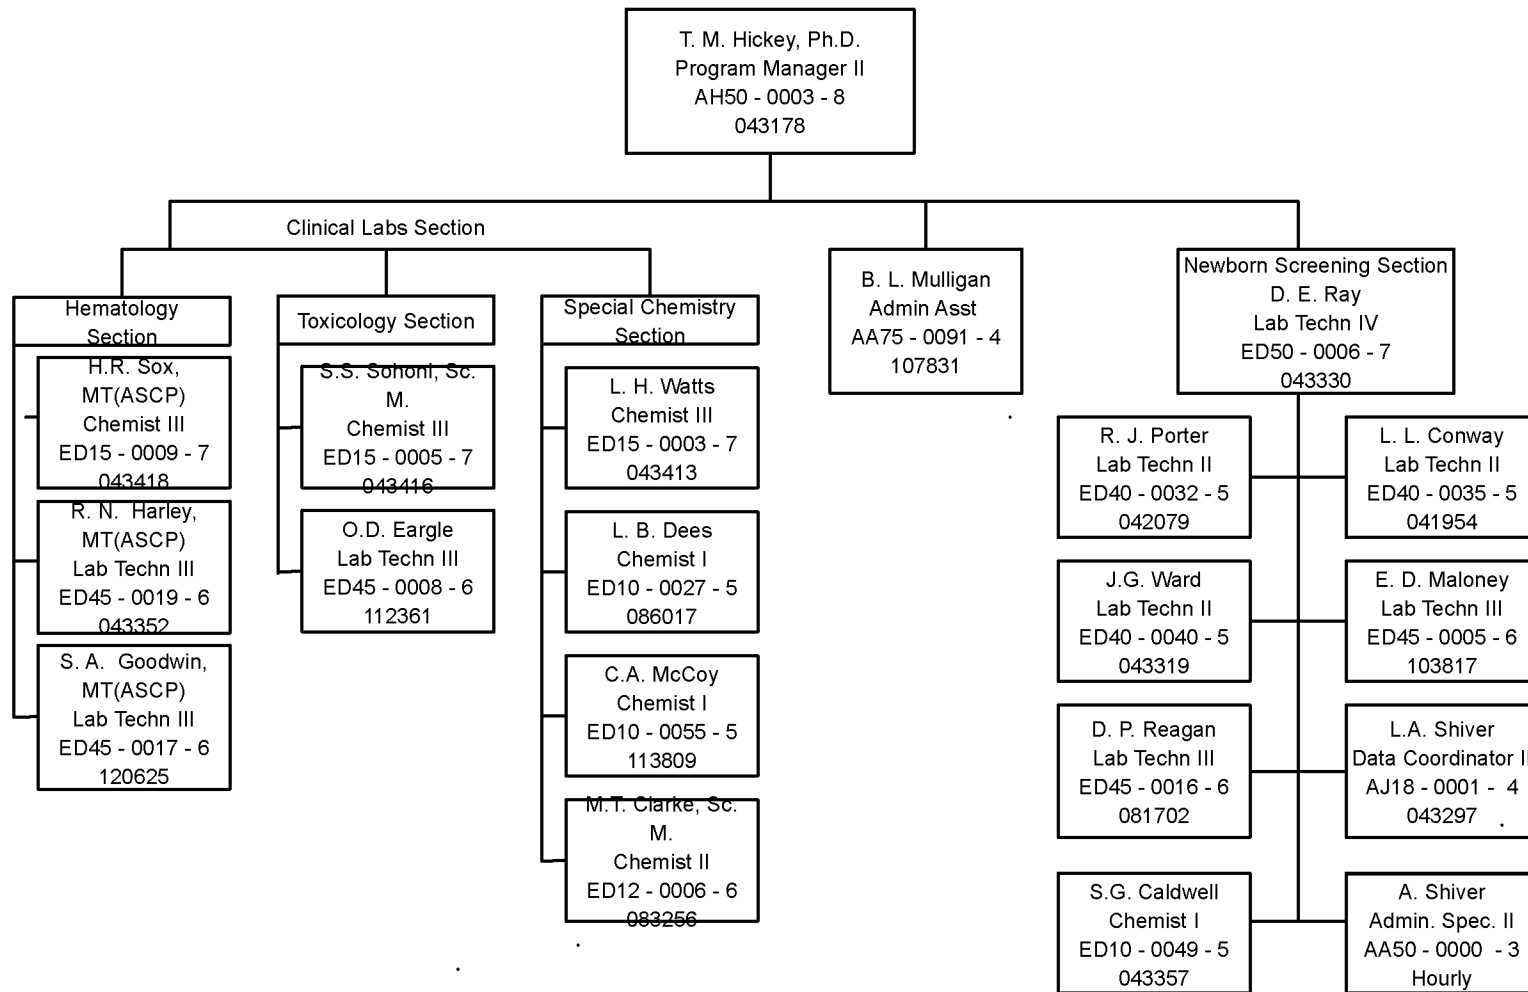 T. M. Hickey, Ph.D.
Program Manager II
AH50 - 0003 - 8
043178
Clinical Labs Section
Hematology
Section
H.R. Sox,
MT(ASCP)
Chemist III
ED15 - 0009 - 7
043418
R. N. Harley,
MT(ASCP)
Lab Techn III
ED45 - 0019 - 6
043352
S. A. Goodwin,
MT(ASCP)
Lab Techn III
ED45 - 0017 - 6
120625
Toxicology Section
S.S. Sohoni, Sc.
M.
Chemist III
ED15 - 0005 - 7
043416
O.D. Eargle
Lab Techn III
ED45 - 0008 - 6
112361
Special Chemistry
Section
L. H. Watts
Chemist III
ED15 - 0003 - 7
043413
L. B. Dees
Chemist I
ED10 - 0027 - 5
086017
C.A. McCoy
Chemist I
ED10 - 0055 - 5
113809
M.T. Clarke, Sc.
M.
Chemist II
ED12 - 0006 - 6
083256
B. L. Mulligan
Admin Asst
AA75 - 0091 - 4
107831
Newborn Screening Section
D. E. Ray
Lab Techn IV
ED50 - 0006 - 7
043330
R. J. Porter
Lab Techn II
ED40 - 0032 - 5
042079
L. L. Conway
Lab Techn II
ED40 - 0035 - 5
041954
J.G. Ward
Lab Techn II
ED40 - 0040 - 5
043319
E. D. Maloney
Lab Techn III
ED45 - 0005 - 6
103817
D. P. Reagan
Lab Techn III
ED45 - 0016 - 6
081702
L.A. Shiver
Data Coordinator II
AJ18 - 0001 - 4
043297
S.G. Caldwell
Chemist I
ED10 - 0049 - 5
043357
A. Shiver
Admin. Spec. II
AA50 - 0000 - 3
Hourly